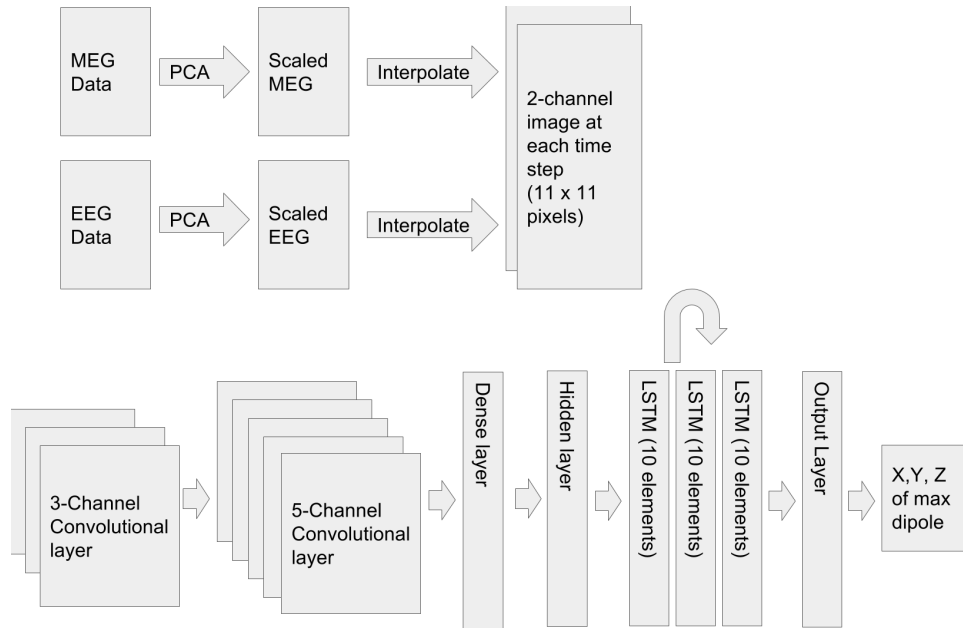 MEG
Data
PCA
Scaled
MEG
Interpolate
2-channel
image at
each time
step
(11 x 11
pixels)
EEG
Data
PCA
Scaled
EEG
Interpolate
3-Channel
Convolutional
layer
5-Channel
Convolutional
layer
Dense layer
Hidden layer
LSTM (10 elements)
LSTM (10 elements)
LSTM (10 elements)
Output Layer
X,Y, Z
of max
dipole